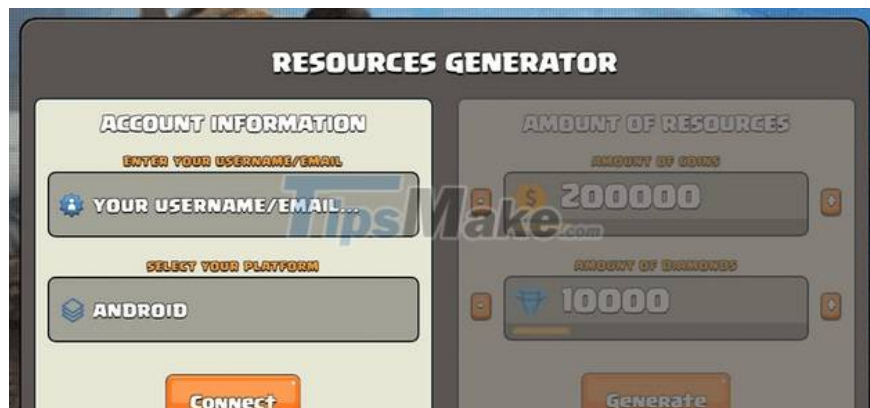 RESOURCES GENERATOR
ACCOUNT INFORMATION
ENTER YOUR USERNAME/EMAIL
YOUR USERNAME/EMAIL...
SELECT YOUR PLATFORM
ANDROID
Connect
AMOUNT OF RESOURCES
AMOUNT OF COINS
- $ 200000 +
AMOUNT OF DIAMONDS
- 10000 +
Generate
TipsMake.com